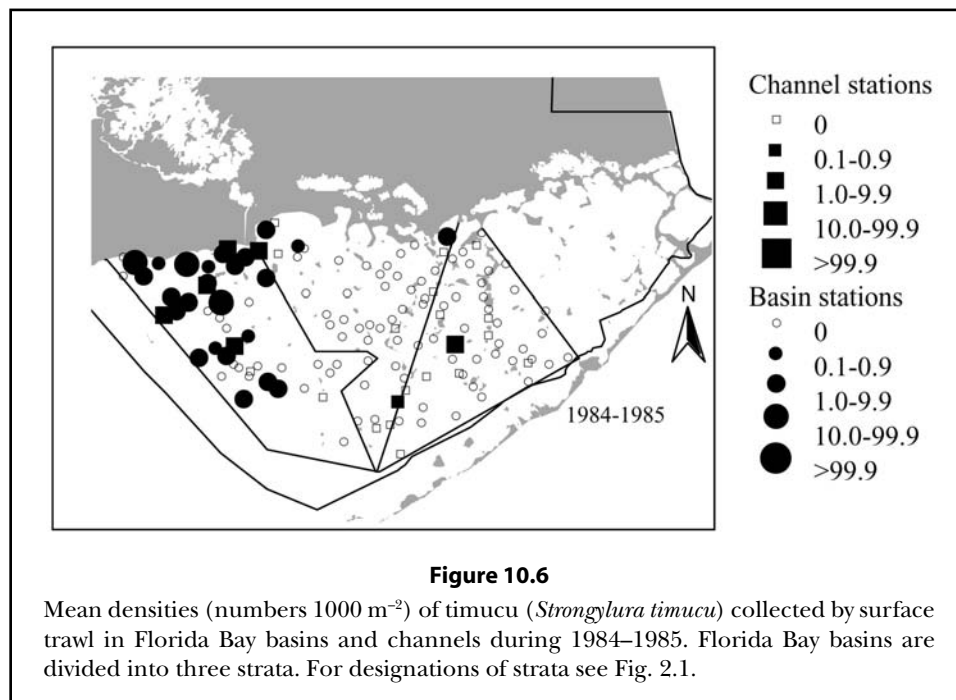 Channel stations
0
0.1-0.9
1.0-9.9
10.0-99.9
>99.9
Basin stations
0
0.1-0.9
1.0-9.9
10.0-99.9
>99.9
N
1984-1985
Figure 10.6
Mean densities (numbers 1000 m⁻²) of timucu (Strongylura timucu) collected by surface
trawl in Florida Bay basins and channels during 1984–1985. Florida Bay basins are
divided into three strata. For designations of strata see Fig. 2.1.